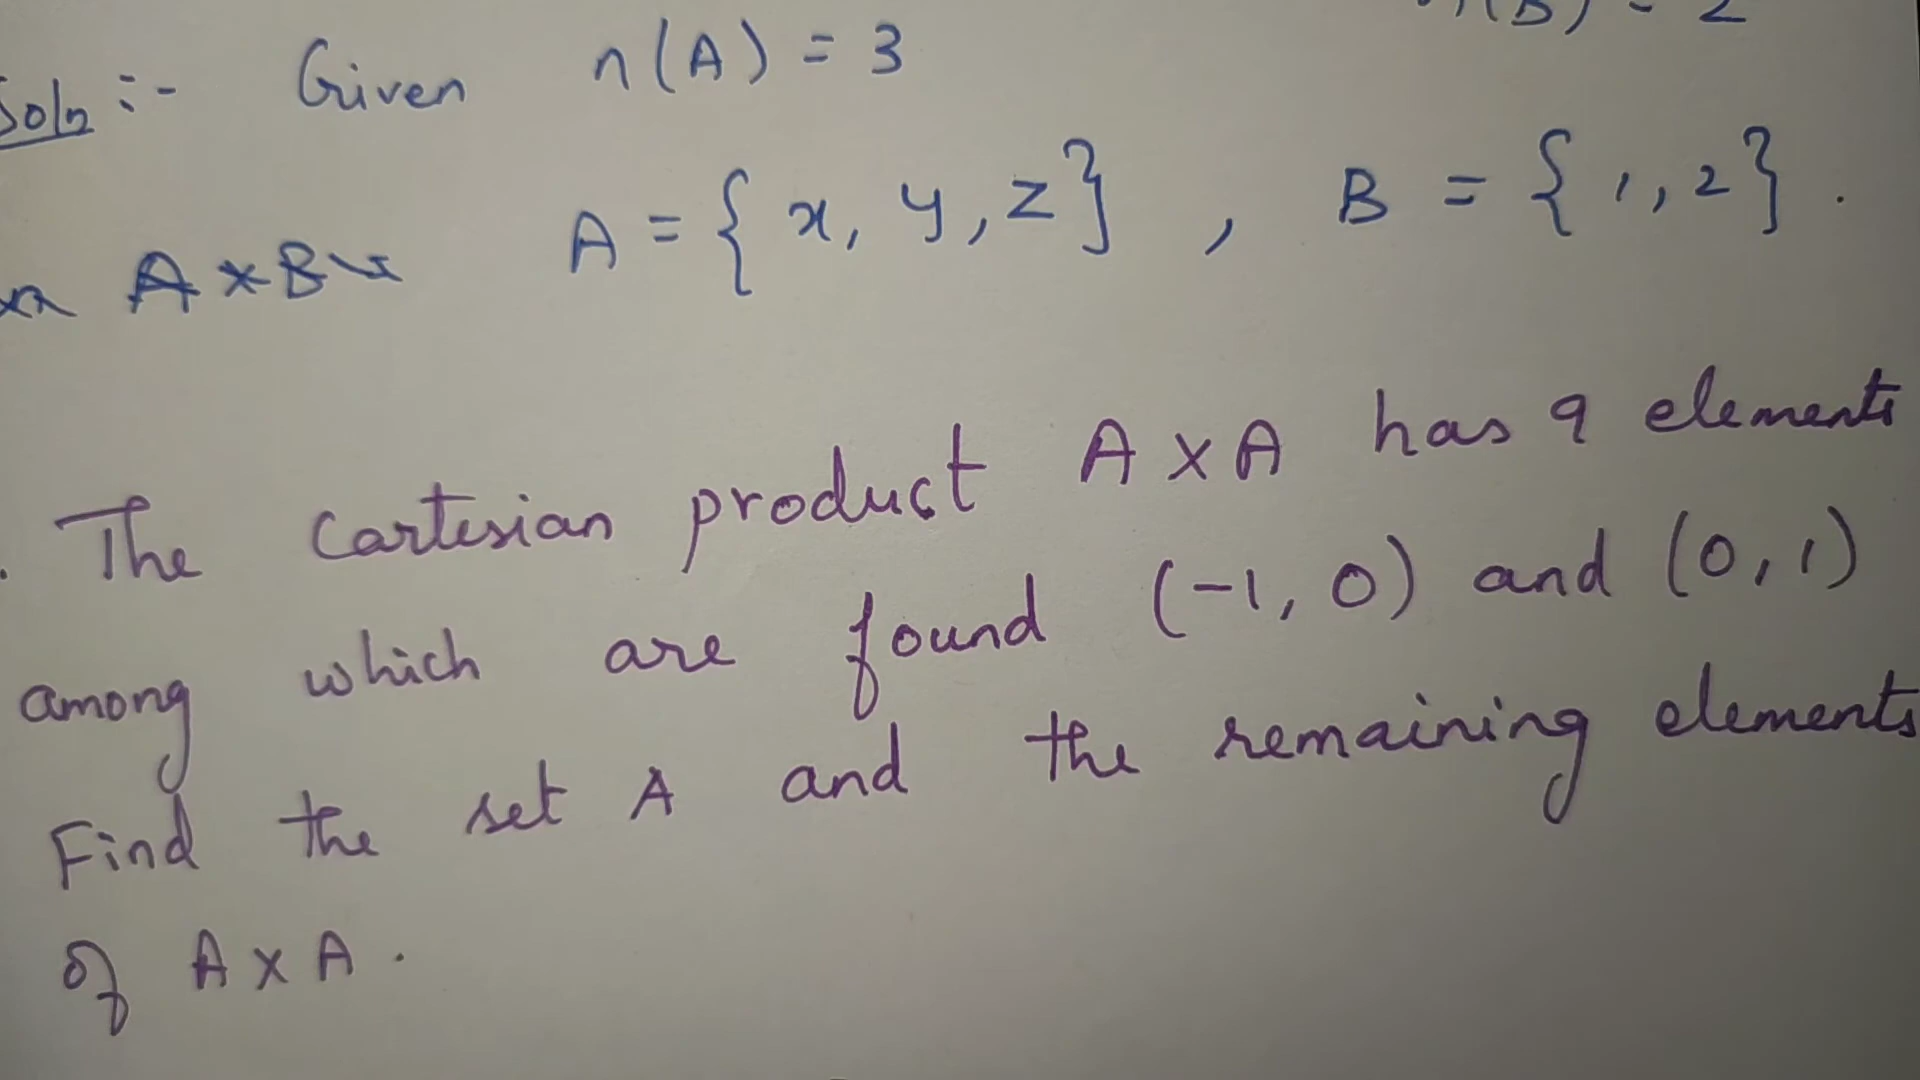 n(B) = 2
Soln :- Given n(A) = 3
A = { x, y, z } , B = { 1, 2 } .
A × B
. The Cartesian product A × A has 9 elements
among which are found (-1, 0) and (0, 1)
Find the set A and the remaining elements
of A × A .